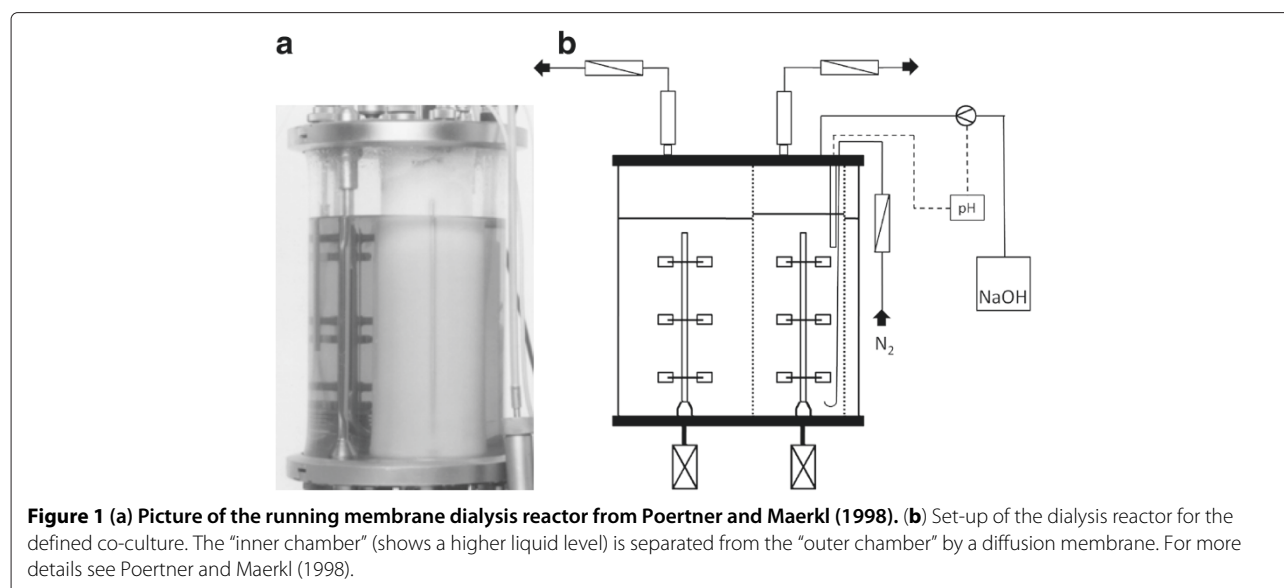 a
b
pH
NaOH
N₂
Figure 1 (a) Picture of the running membrane dialysis reactor from Poertner and Maerkl (1998). (b) Set-up of the dialysis reactor for the
defined co-culture. The “inner chamber” (shows a higher liquid level) is separated from the “outer chamber” by a diffusion membrane. For more
details see Poertner and Maerkl (1998).